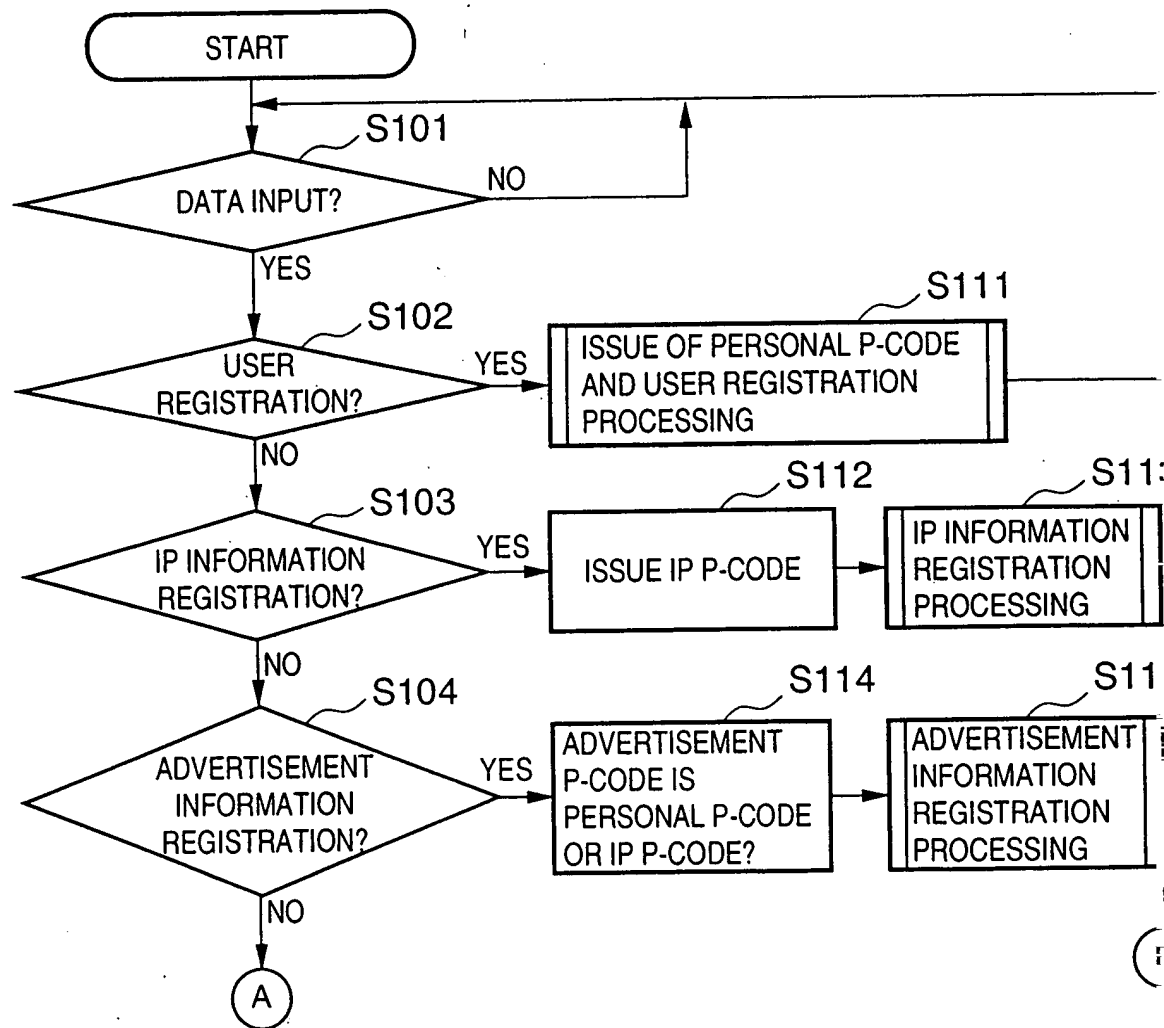 START
S101
DATA INPUT?
NO
YES
S102
USER
REGISTRATION?
YES
S111
ISSUE OF PERSONAL P-CODE
AND USER REGISTRATION
PROCESSING
NO
S103
IP INFORMATION
REGISTRATION?
YES
S112
ISSUE IP P-CODE
S113
IP INFORMATION
REGISTRATION
PROCESSING
NO
S104
ADVERTISEMENT
INFORMATION
REGISTRATION?
YES
S114
ADVERTISEMENT
P-CODE IS
PERSONAL P-CODE
OR IP P-CODE?
S11
ADVERTISEMENT
INFORMATION
REGISTRATION
PROCESSING
NO
A